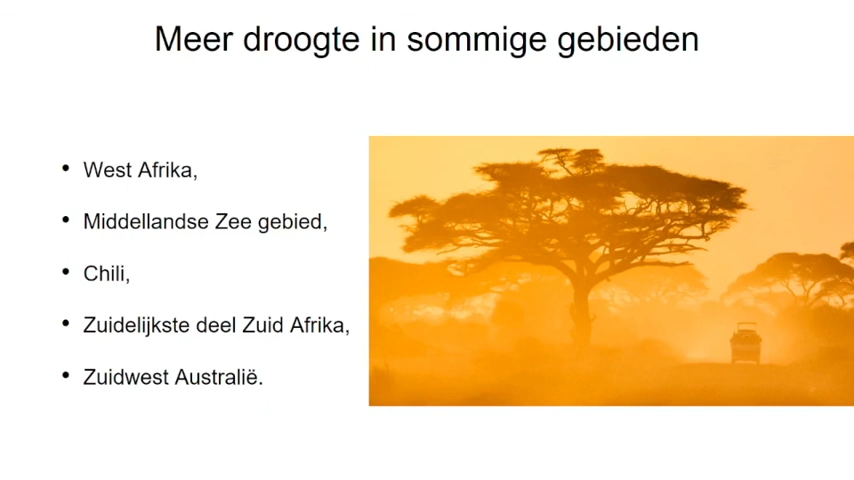 Meer droogte in sommige gebieden
• West Afrika,
• Middellandse Zee gebied,
• Chili,
• Zuidelijkste deel Zuid Afrika,
• Zuidwest Australië.